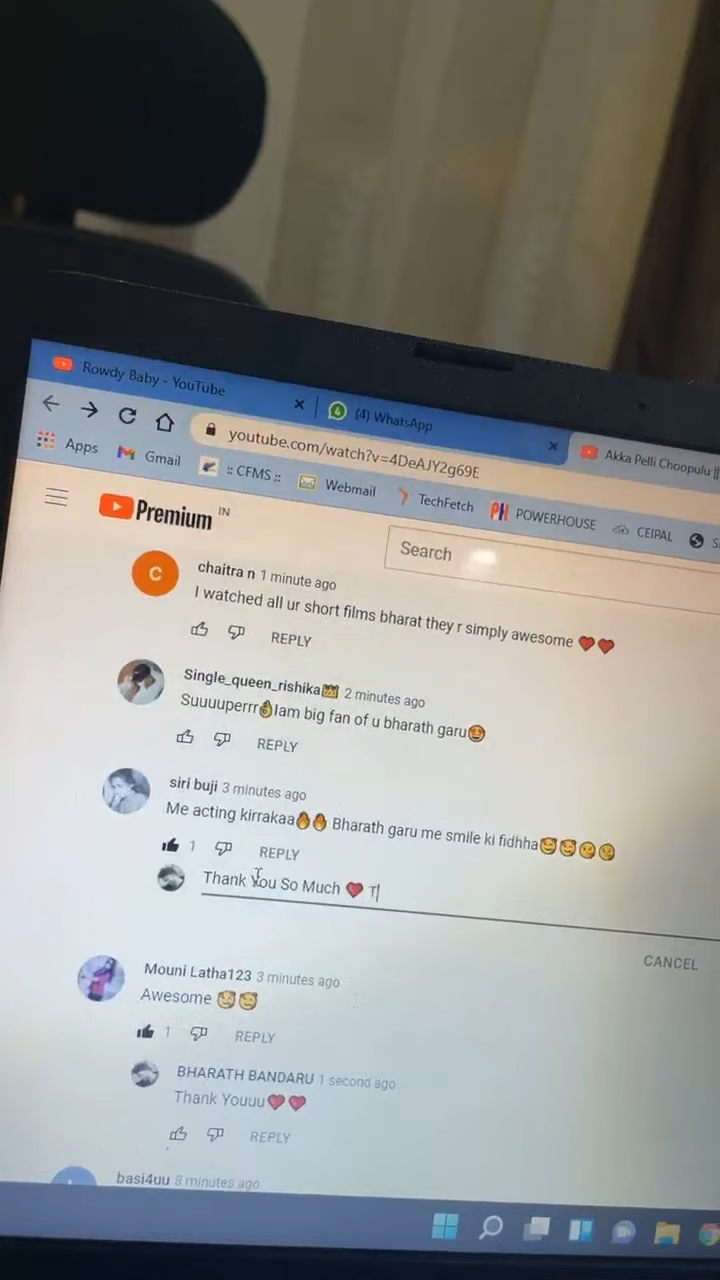 Rowdy Baby - YouTube
(4) WhatsApp
Akka Pelli Choopulu ||
youtube.com/watch?v=4DeAJY2g69E
Apps
Gmail
:: CFMS ::
Webmail
TechFetch
PH POWERHOUSE
CEIPAL
Premium IN
Search
C
chaitra n 1 minute ago
I watched all ur short films bharat they r simply awesome ❤️❤️
REPLY
Single_queen_rishika👑 2 minutes ago
Suuuuperrr👌Iam big fan of u bharath garu🤩
REPLY
siri buji 3 minutes ago
Me acting kirrakaa🔥🔥 Bharath garu me smile ki fidhha🥰🥰😘😘
1 REPLY
Thank You So Much ❤️ T
CANCEL
Mouni Latha123 3 minutes ago
Awesome 🥰🥰
1 REPLY
BHARATH BANDARU 1 second ago
Thank Youuu❤️❤️
REPLY
basi4uu 8 minutes ago